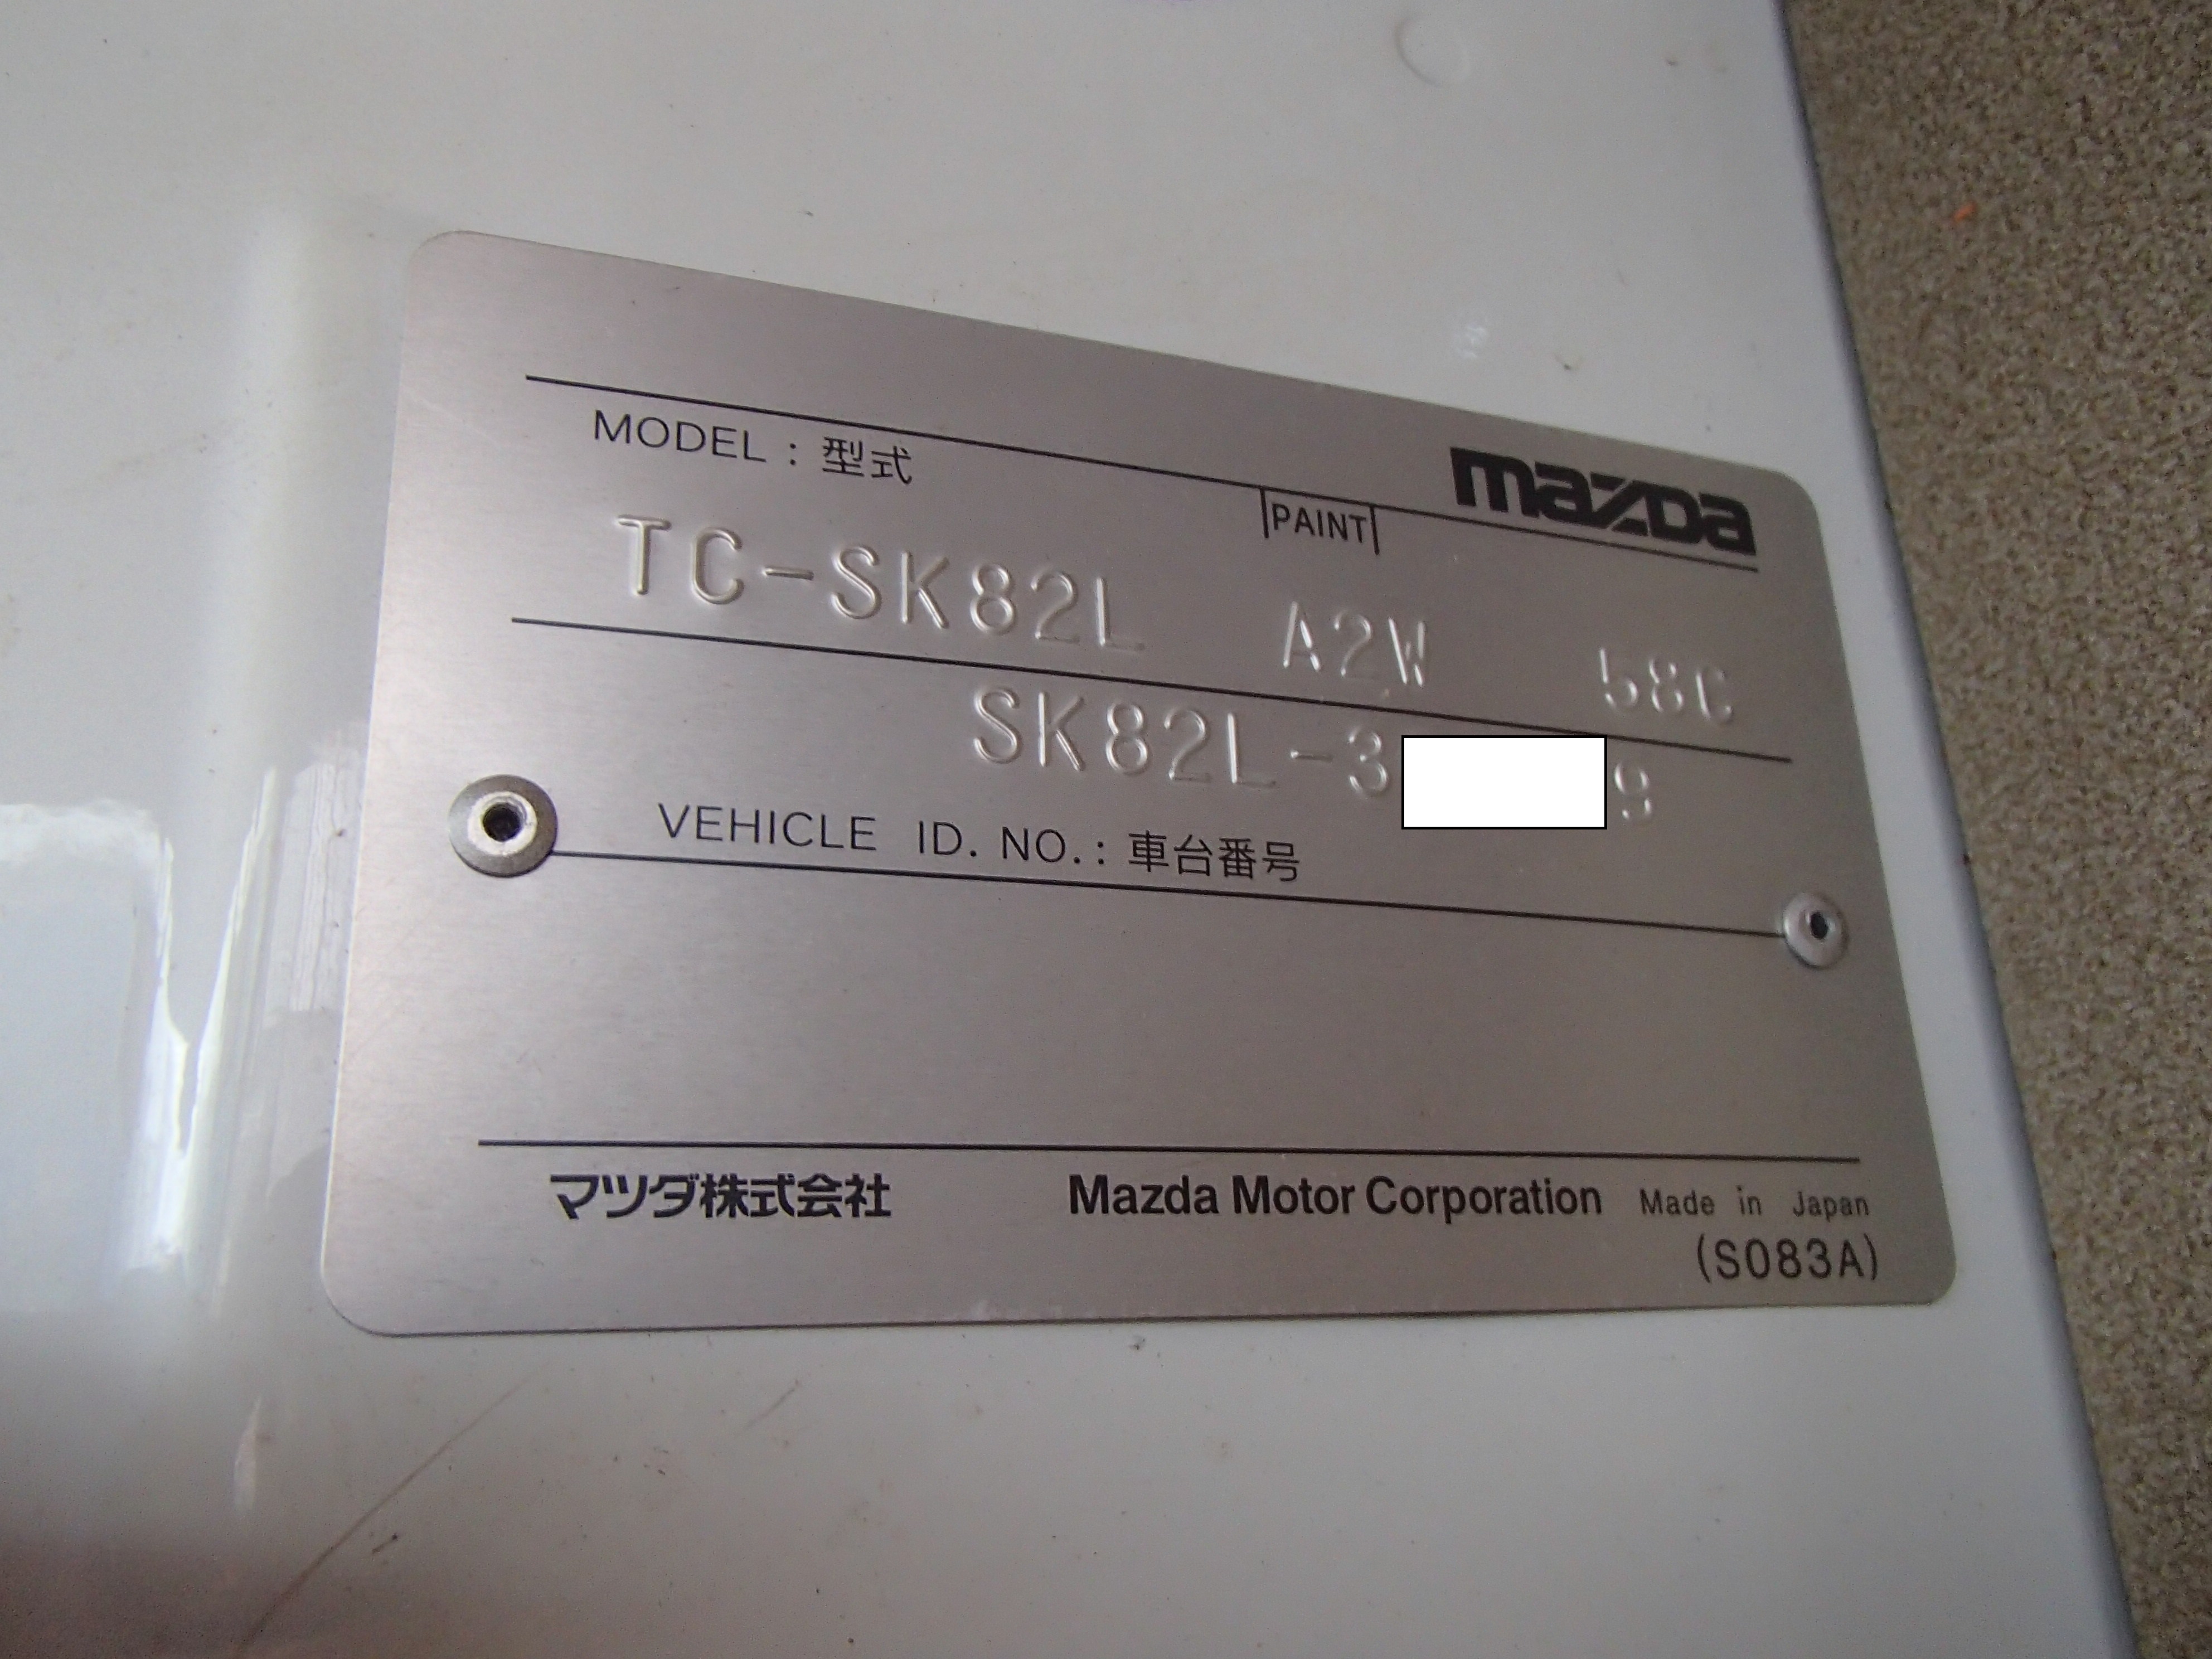 mazda
MODEL : 型式
PAINT
TC-SK82L A2W 58C
SK82L-3 9
VEHICLE ID. NO. : 車台番号
マツダ株式会社 Mazda Motor Corporation Made in Japan
(S083A)